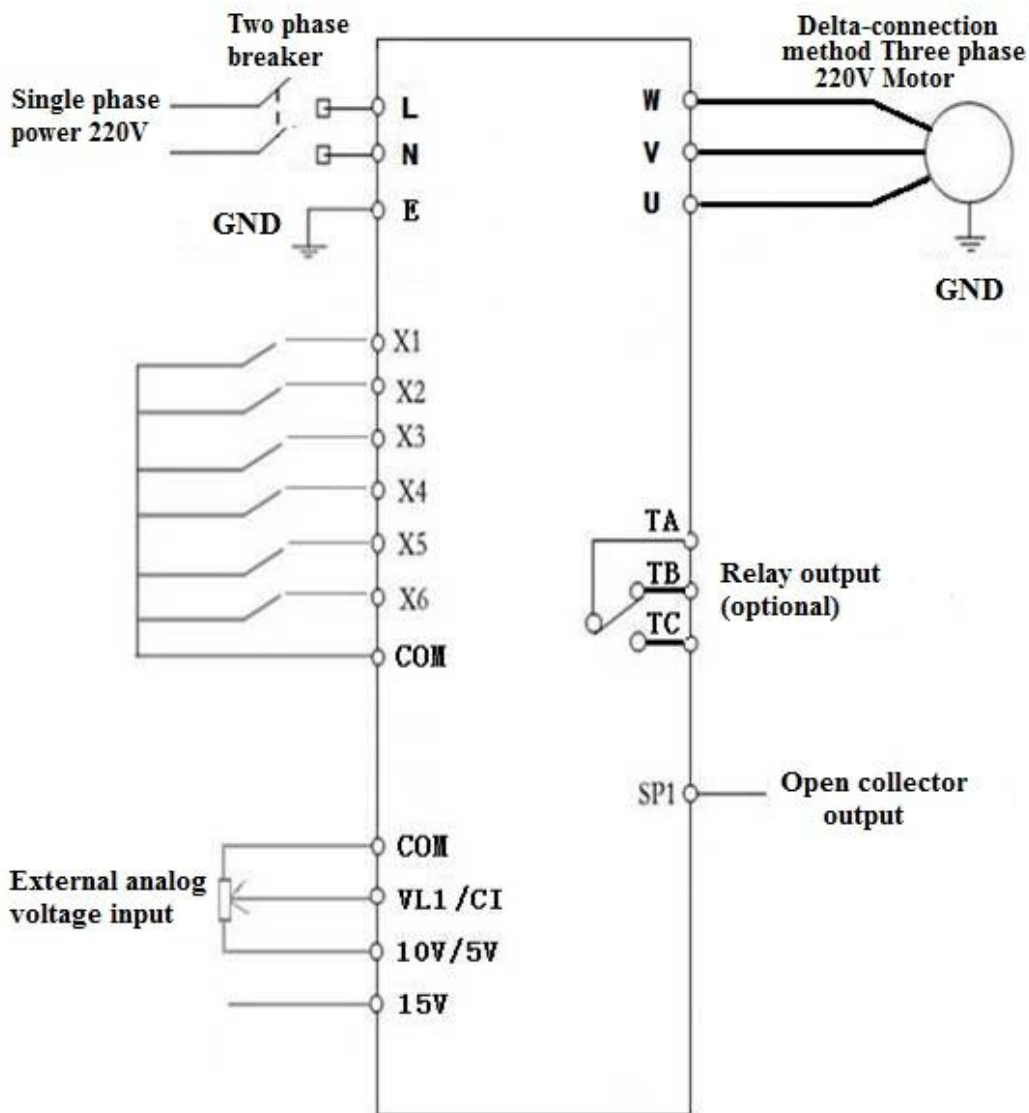 Two phase
breaker
Single phase
power 220V
L
N
E
GND
X1
X2
X3
X4
X5
X6
COM
COM
External analog
voltage input
VL1 /CI
10V/5V
15V
Delta-connection
method Three phase
220V Motor
W
V
U
GND
TA
TB
TC
Relay output
(optional)
SP1
Open collector
output